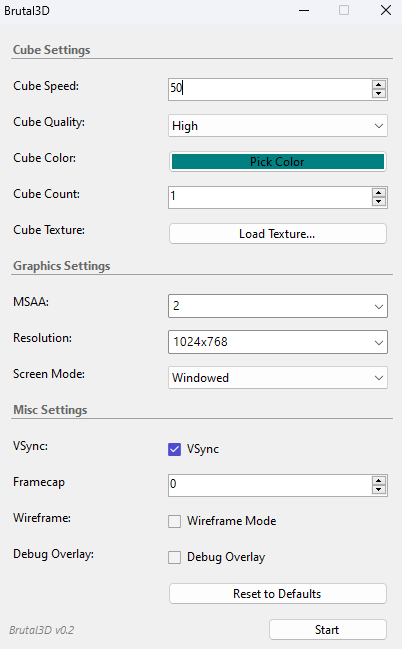 Brutal3D
Cube Settings
Cube Speed: 50
Cube Quality: High
Cube Color: Pick Color
Cube Count: 1
Cube Texture: Load Texture...
Graphics Settings
MSAA: 2
Resolution: 1024x768
Screen Mode: Windowed
Misc Settings
VSync: VSync
Framecap 0
Wireframe: Wireframe Mode
Debug Overlay: Debug Overlay
Reset to Defaults
Brutal3D v0.2 Start